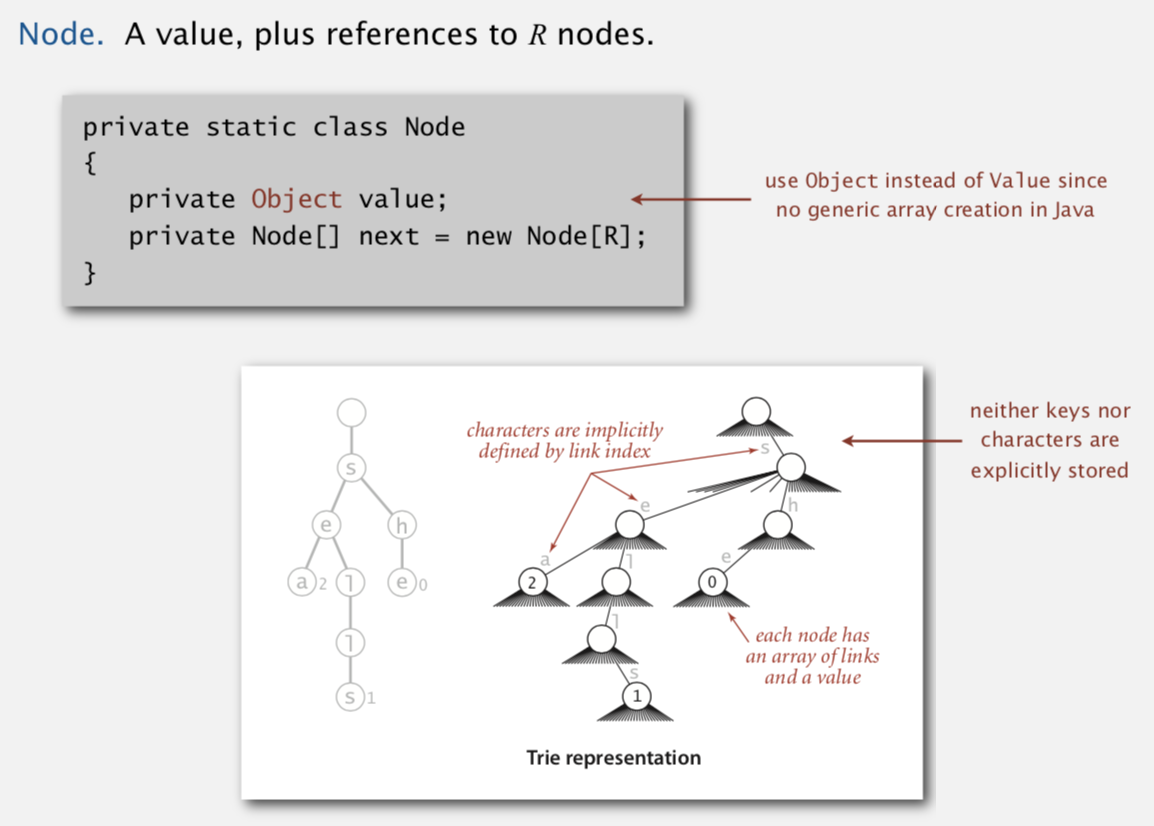 Node. A value, plus references to R nodes.
private static class Node
{
private Object value;
private Node[] next = new Node[R];
}
use Object instead of Value since
no generic array creation in Java
neither keys nor
characters are
explicitly stored
s
e
h
a 2
l
e 0
l
s 1
characters are implicitly
defined by link index
s
e
h
a
l
e
2
0
l
s
1
each node has
an array of links
and a value
Trie representation